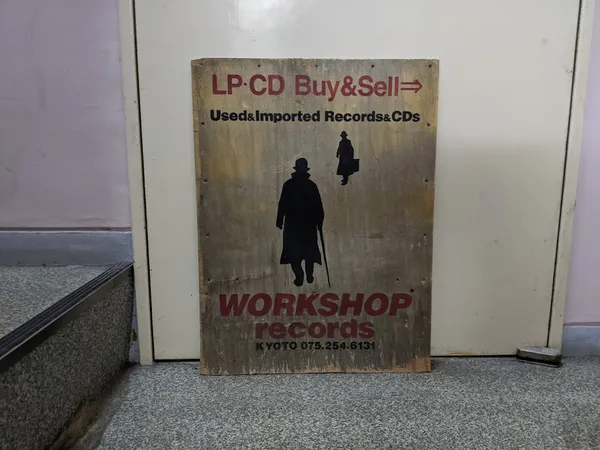 LP·CD Buy&Sell⇒
Used&Imported Records&CDs
WORKSHOP
records
KYOTO 075.254.6131